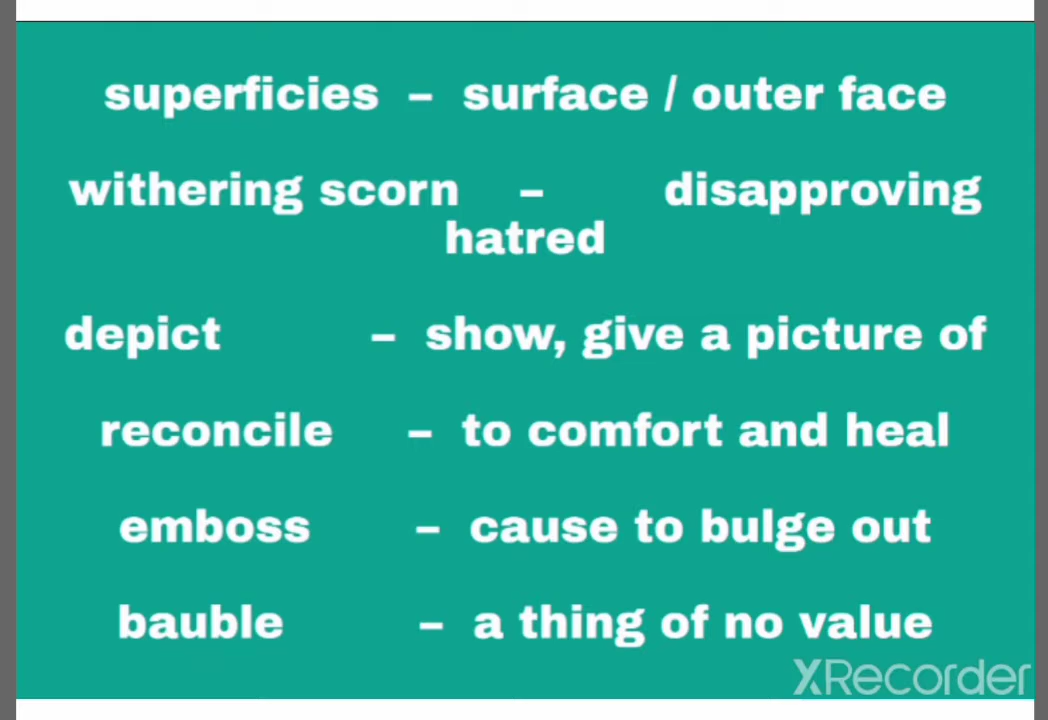 superficies – surface / outer face
withering scorn – disapproving
hatred
depict – show, give a picture of
reconcile – to comfort and heal
emboss – cause to bulge out
bauble – a thing of no value
XRecorder